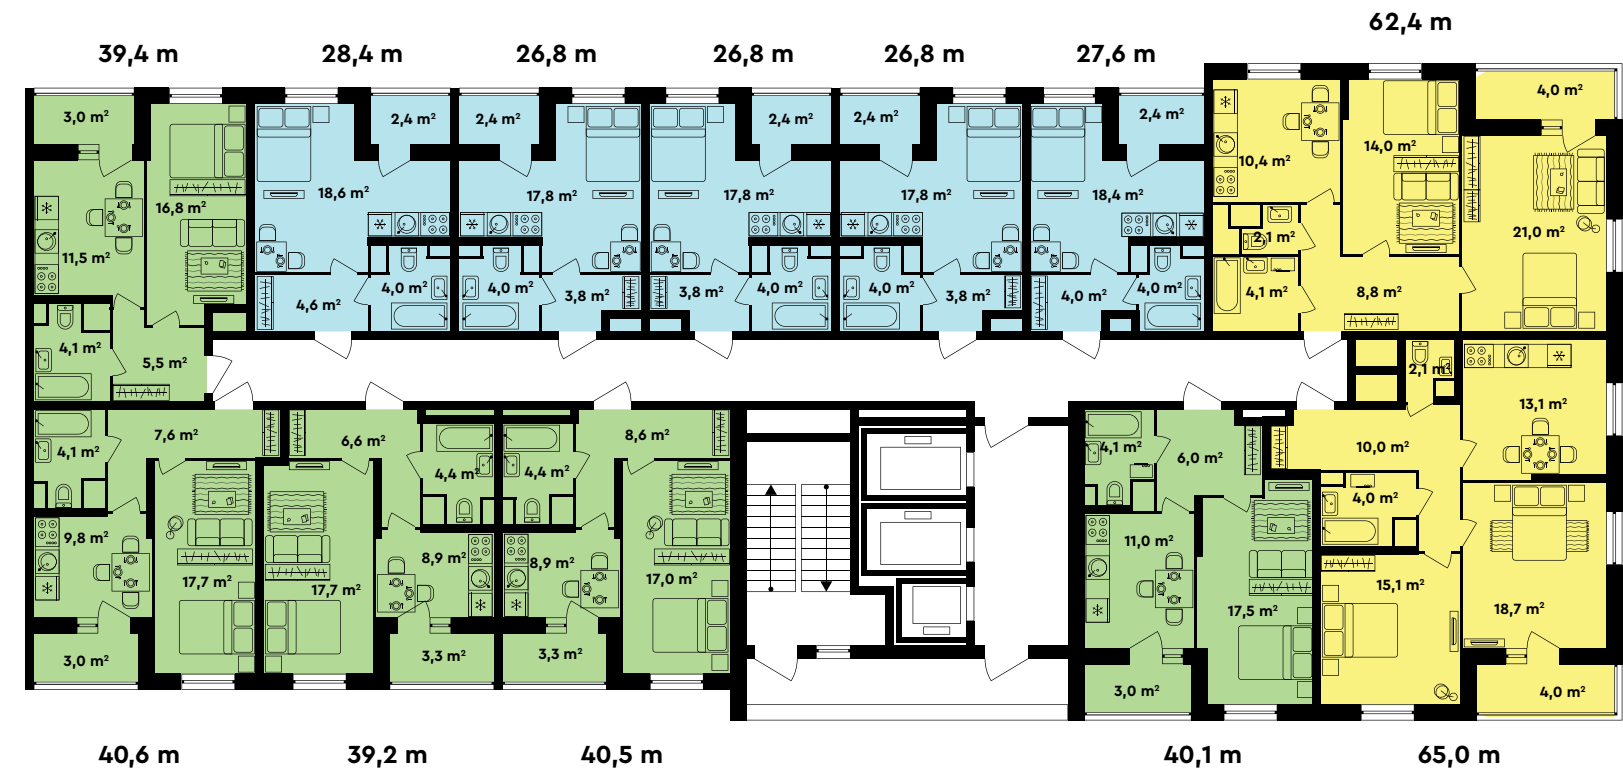 62,4 m
39,4 m
28,4 m
26,8 m
26,8 m
26,8 m
27,6 m
3,0 m²
2,4 m²
2,4 m²
2,4 m²
2,4 m²
2,4 m²
4,0 m²
10,4 m²
14,0 m²
16,8 m²
18,6 m²
17,8 m²
17,8 m²
17,8 m²
18,4 m²
21,0 m²
2,1 m²
11,5 m²
4,6 m²
4,0 m²
4,0 m²
3,8 m²
3,8 m²
4,0 m²
4,0 m²
3,8 m²
4,0 m²
4,0 m²
4,1 m²
8,8 m²
4,1 m²
5,5 m²
2,1 m²
13,1 m²
4,1 m²
7,6 m²
6,6 m²
4,4 m²
4,4 m²
8,6 m²
4,1 m²
6,0 m²
10,0 m²
4,0 m²
9,8 m²
17,7 m²
17,7 m²
8,9 m²
8,9 m²
17,0 m²
11,0 m²
17,5 m²
15,1 m²
18,7 m²
3,0 m²
3,3 m²
3,3 m²
3,0 m²
4,0 m²
40,6 m
39,2 m
40,5 m
40,1 m
65,0 m